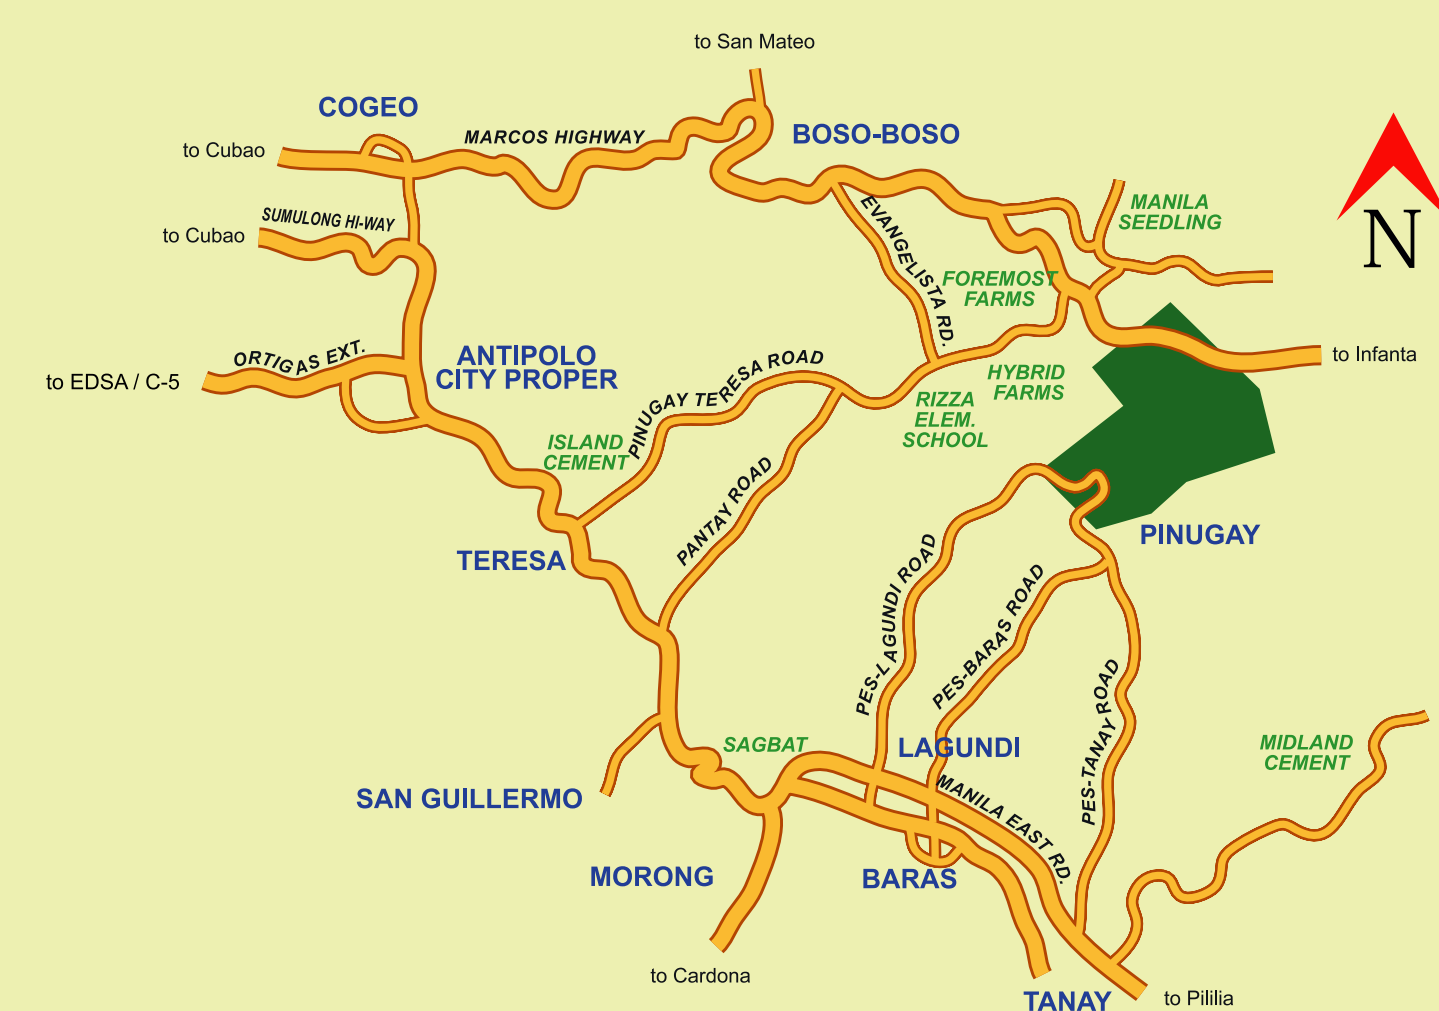 to San Mateo
COGEO
BOSO-BOSO
MARCOS HIGHWAY
to Cubao
SUMULONG HI-WAY
to Cubao
MANILA
SEEDLING
N
EVANGELISTA RD.
FOREMOST
FARMS
to Infanta
ORTIGAS EXT.
ANTIPOLO
CITY PROPER
to EDSA / C-5
PINUGAY TERESA ROAD
HYBRID
FARMS
RIZZA
ELEM.
SCHOOL
ISLAND
CEMENT
PANTAY ROAD
PINUGAY
TERESA
PES-LAGUNDI ROAD
PES-BARAS ROAD
PES-TANAY ROAD
SAGBAT
LAGUNDI
MIDLAND
CEMENT
SAN GUILLERMO
MANILA EAST RD.
MORONG
BARAS
to Cardona
TANAY
to Pililia